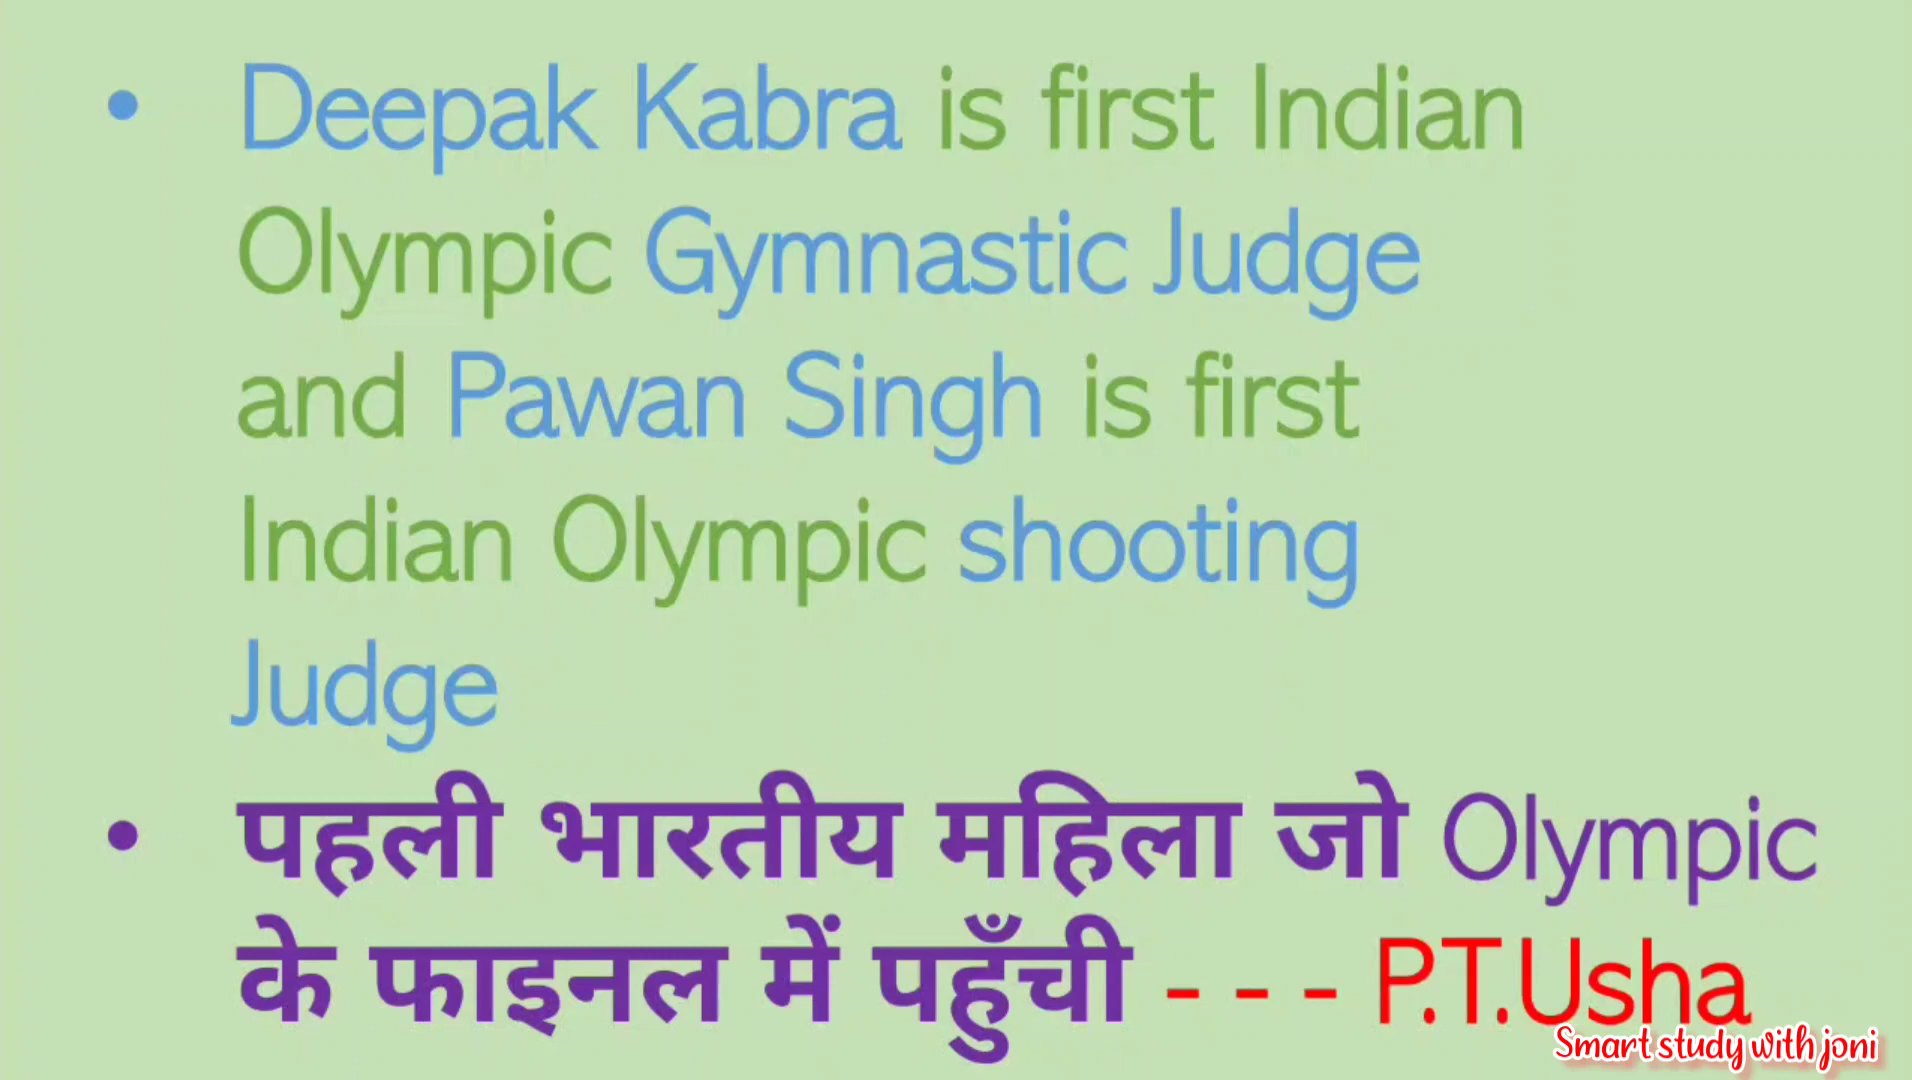 • Deepak Kabra is first Indian
Olympic Gymnastic Judge
and Pawan Singh is first
Indian Olympic shooting
Judge
• पहली भारतीय महिला जो Olympic
के फाइनल में पहुँची - - - P.T.Usha
Smart study with joni